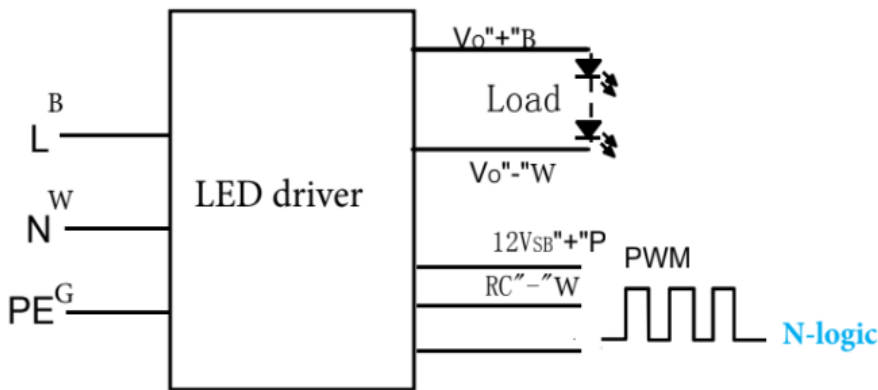 Vo"+"B
B
L
Load
W
N
LED driver
Vo"-"W
12VSB"+"P
PWM
G
PE
RC"-"W
N-logic